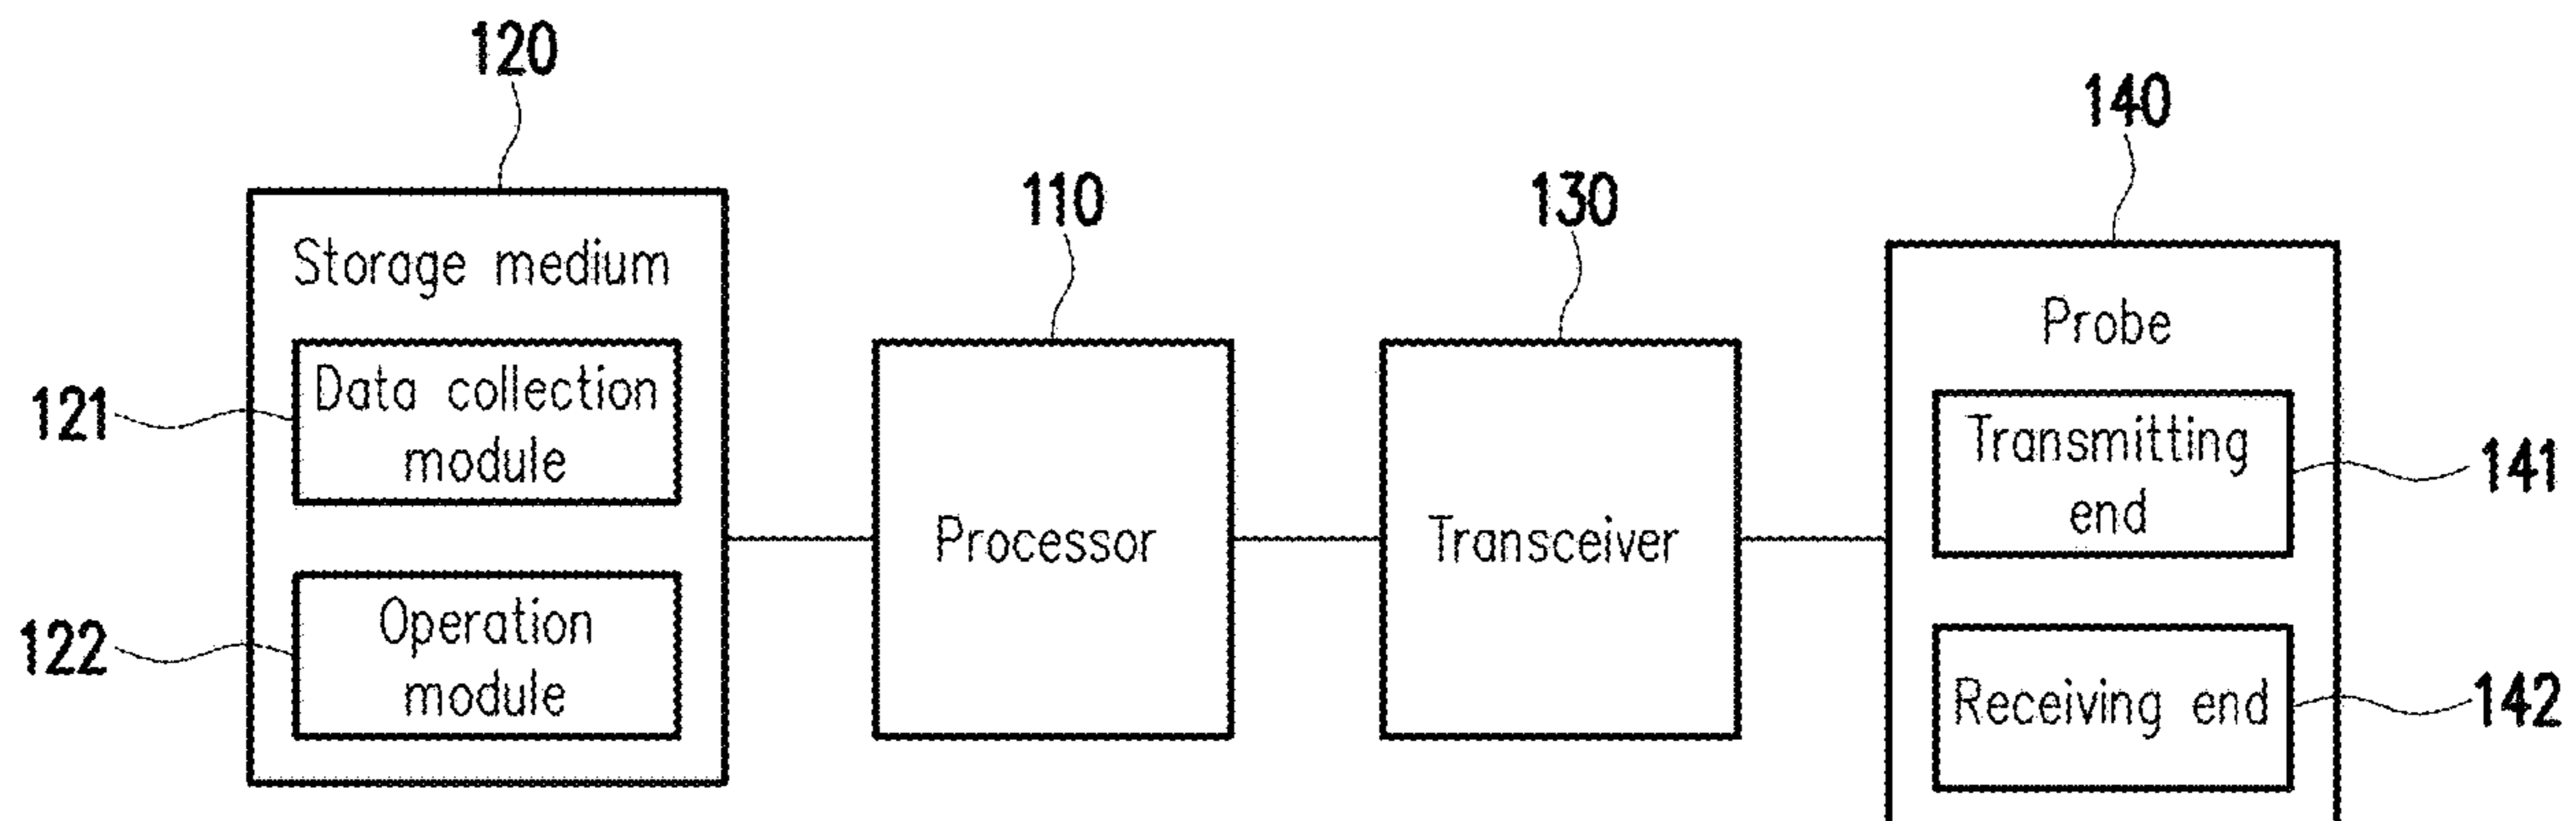 120
140
110
130
Storage medium
Probe
121
Data collection
module
Transmitting
end
141
Processor
Transceiver
122
Operation
module
Receiving end
142